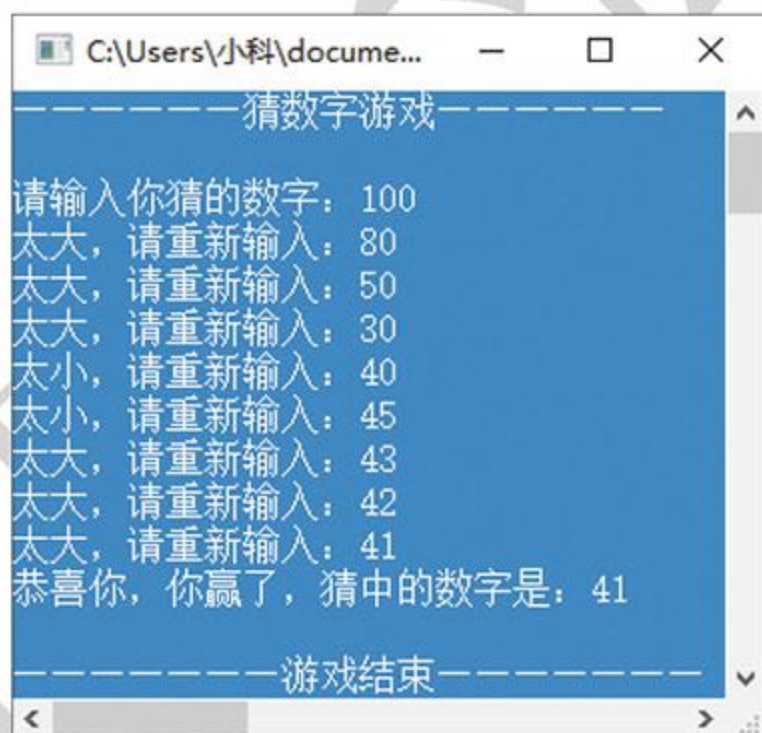 C:\Users\小科\docume...
－－－－－－猜数字游戏－－－－－－
请输入你猜的数字：100
太大，请重新输入：80
太大，请重新输入：50
太大，请重新输入：30
太小，请重新输入：40
太小，请重新输入：45
太大，请重新输入：43
太大，请重新输入：42
太大，请重新输入：41
恭喜你，你赢了，猜中的数字是：41
－－－－－－－游戏结束－－－－－－－